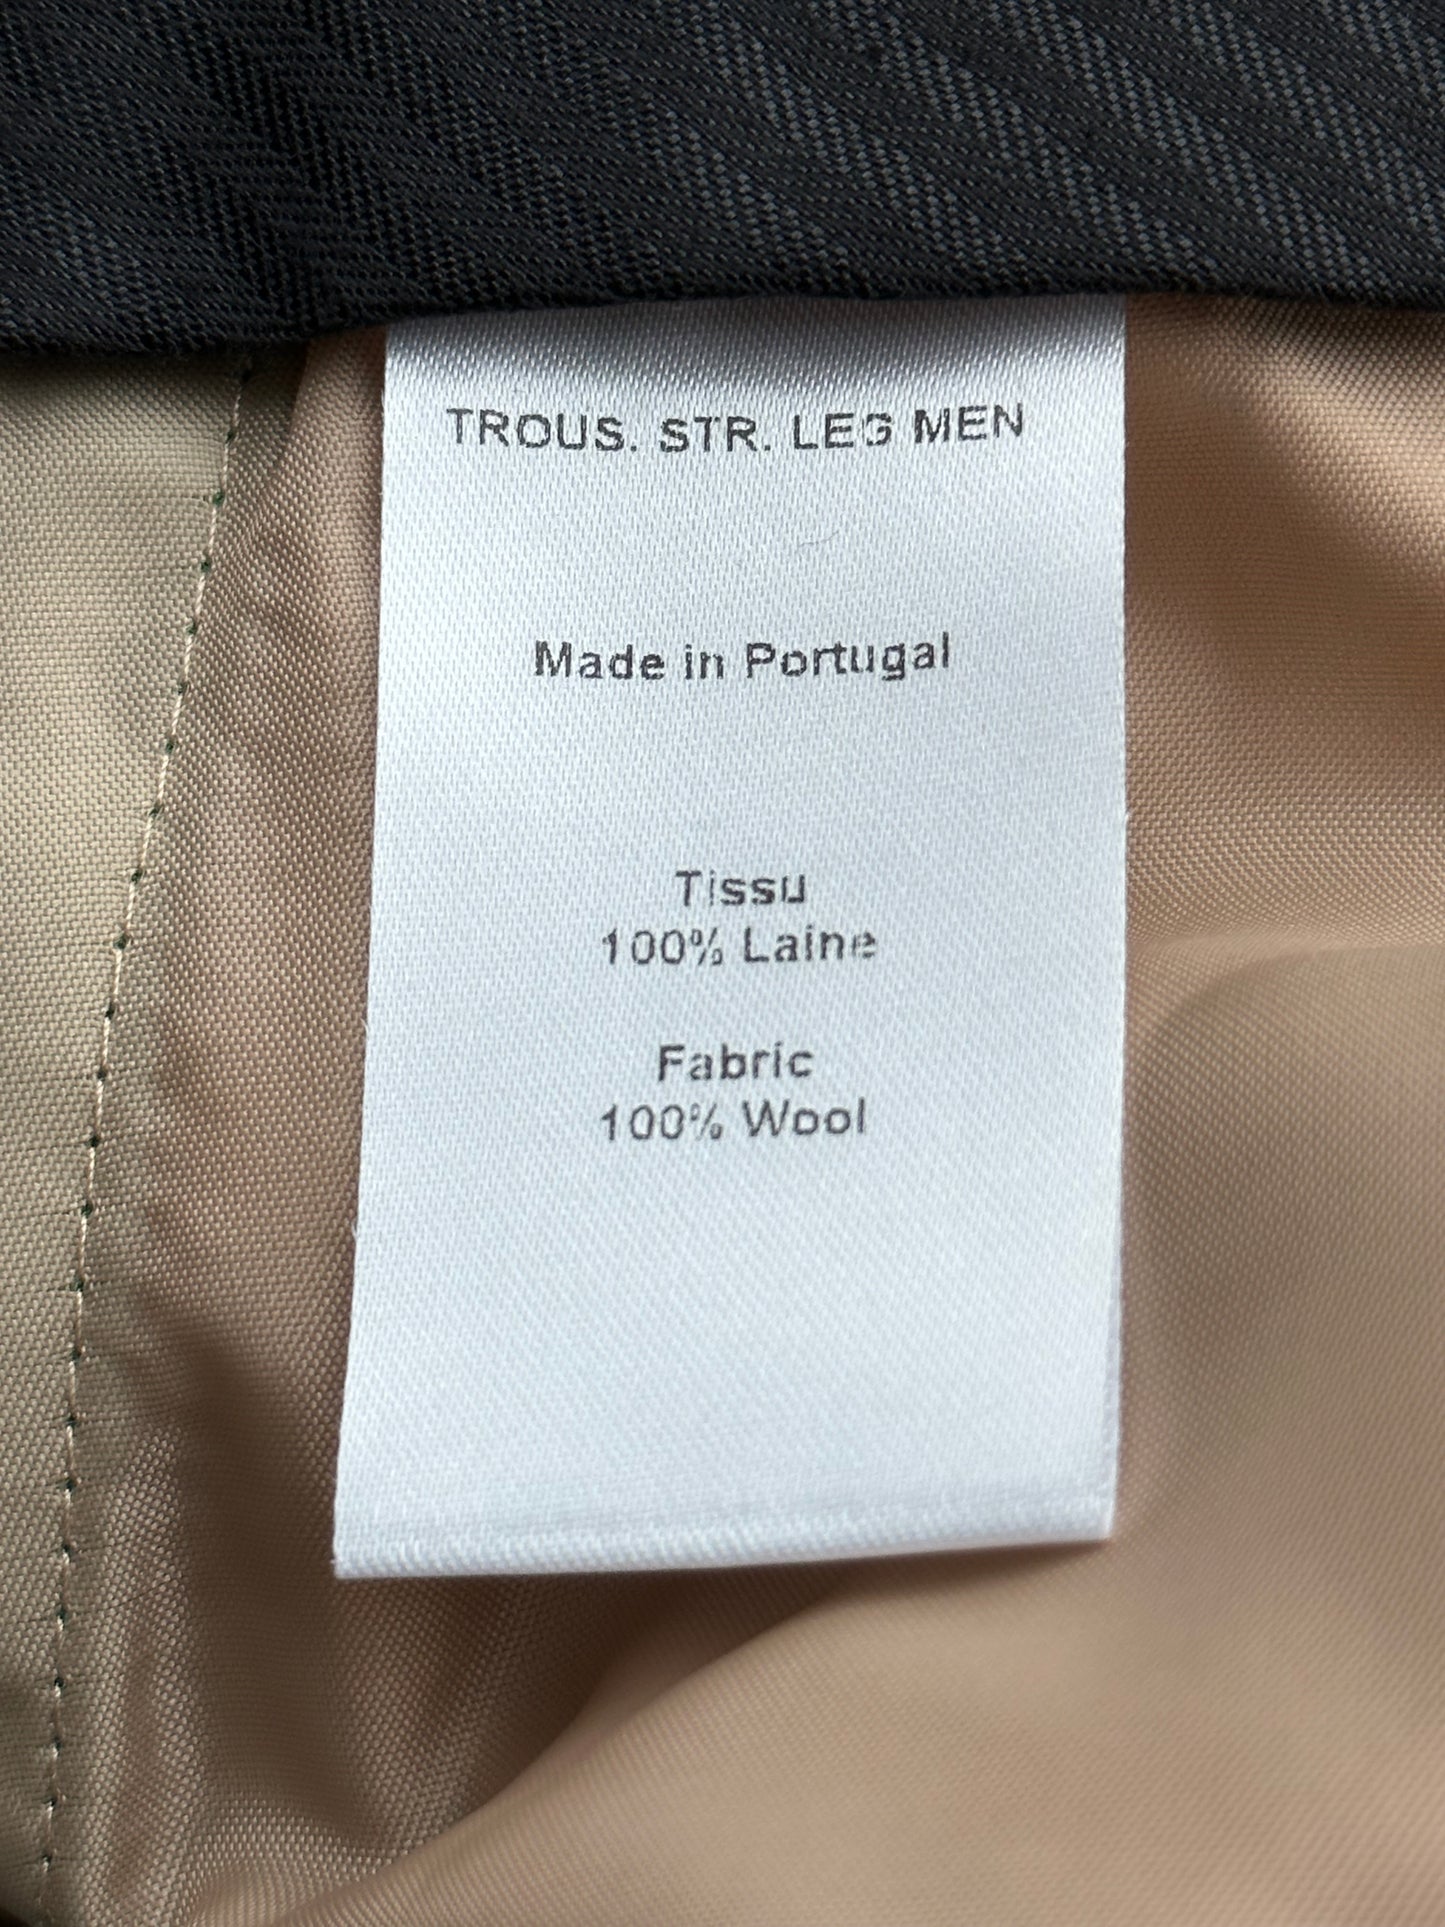 TROUS. STR. LEG MEN
Made in Portugal
Tissu
100% Laine
Fabric
100% Wool